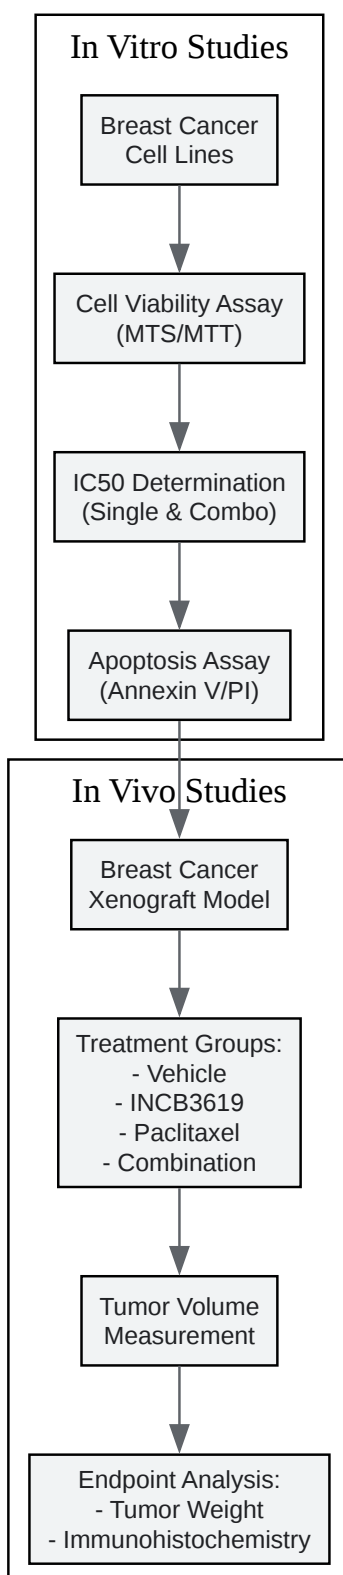 In Vitro Studies
Breast Cancer
Cell Lines
Cell Viability Assay
(MTS/MTT)
IC50 Determination
(Single & Combo)
Apoptosis Assay
(Annexin V/PI)
In Vivo Studies
Breast Cancer
Xenograft Model
Treatment Groups:
- Vehicle
- INCB3619
- Paclitaxel
- Combination
Tumor Volume
Measurement
Endpoint Analysis:
- Tumor Weight
- Immunohistochemistry